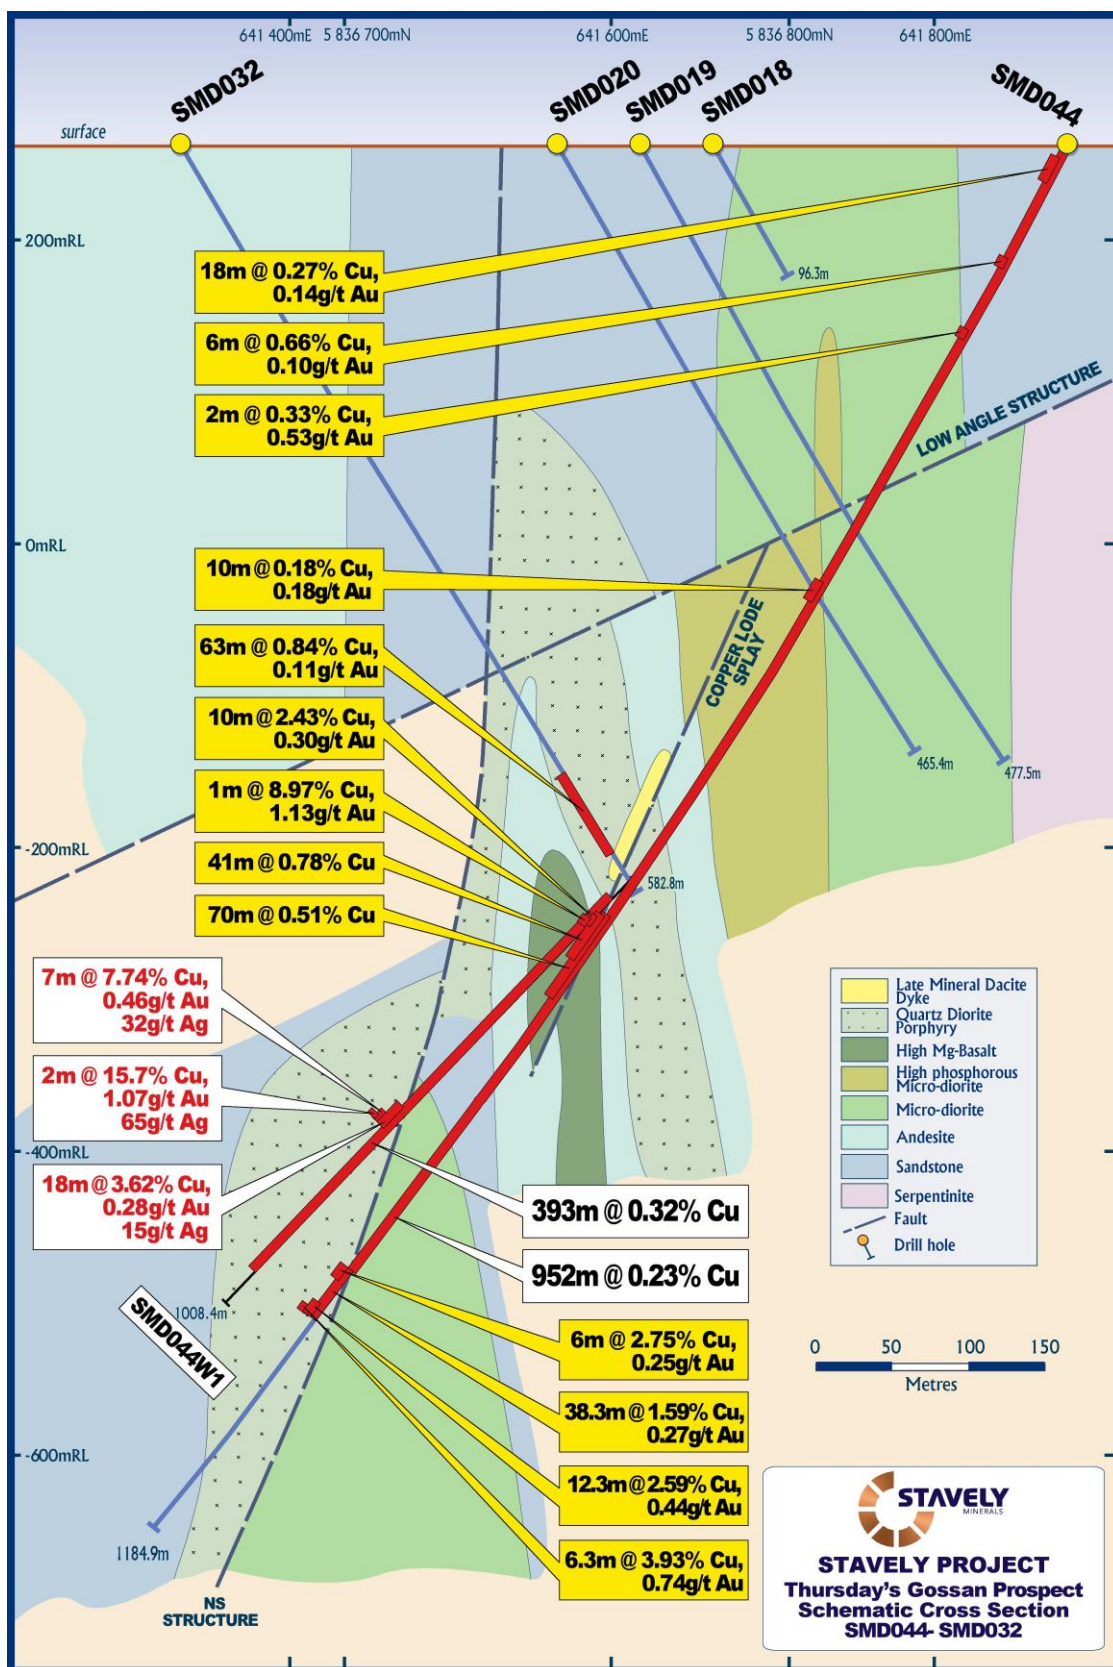 641 400mE 5 836 700mN 641 600mE 5 836 800mN 641 800mE
SMD032
SMD020
SMD019
SMD018
SMD044
surface
200mRL
96.3m
18m @ 0.27% Cu,
0.14g/t Au
6m @ 0.66% Cu,
0.10g/t Au
2m @ 0.33% Cu,
0.53g/t Au
LOW ANGLE STRUCTURE
0mRL
10m @ 0.18% Cu,
0.18g/t Au
COPPER LODE
SPLAY
63m @ 0.84% Cu,
0.11g/t Au
10m @ 2.43% Cu,
0.30g/t Au
465.4m
477.5m
1m @ 8.97% Cu,
1.13g/t Au
-200mRL
41m @ 0.78% Cu
582.8m
70m @ 0.51% Cu
7m @ 7.74% Cu,
0.46g/t Au
32g/t Ag
2m @ 15.7% Cu,
1.07g/t Au
65g/t Ag
-400mRL
18m @ 3.62% Cu,
0.28g/t Au
15g/t Ag
Late Mineral Dacite
Dyke
Quartz Diorite
Porphyry
High Mg-Basalt
High phosphorous
Micro-diorite
Micro-diorite
Andesite
Sandstone
Serpentinite
Fault
Drill hole
393m @ 0.32% Cu
952m @ 0.23% Cu
1008.4m
SMD044W1
6m @ 2.75% Cu,
0.25g/t Au
38.3m @ 1.59% Cu,
0.27g/t Au
12.3m @ 2.59% Cu,
0.44g/t Au
6.3m @ 3.93% Cu,
0.74g/t Au
0 50 100 150
Metres
-600mRL
1184.9m
NS
STRUCTURE
STAVELY
MINERALS
STAVELY PROJECT
Thursday's Gossan Prospect
Schematic Cross Section
SMD044- SMD032